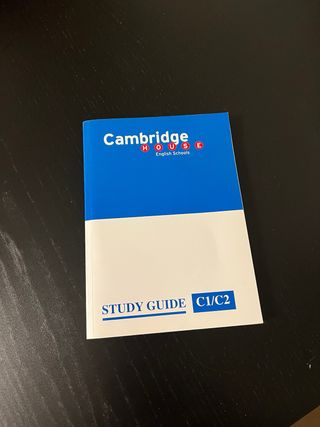 Cambridge
HOUSE
English Schools
STUDY GUIDE C1/C2